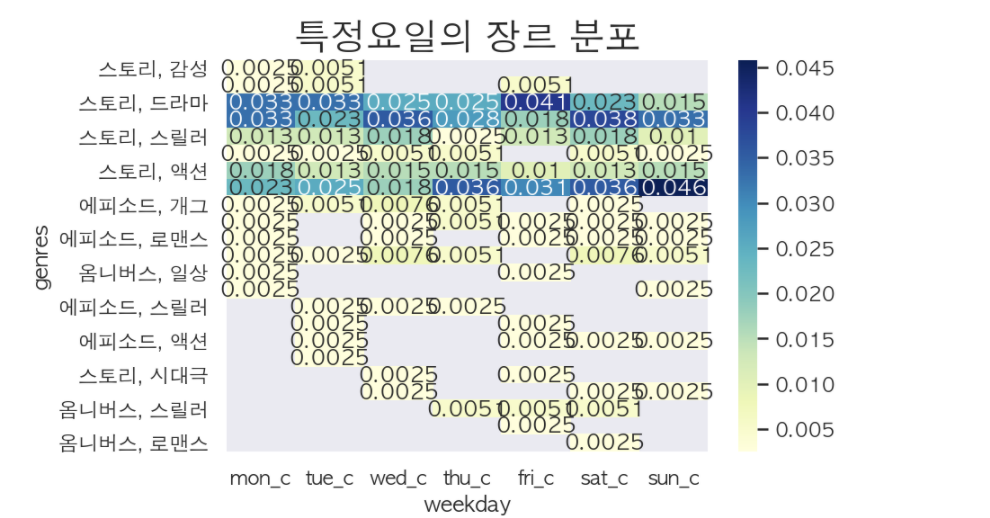 특정요일의 장르 분포
스토리, 감성 0.0025 0.0051
0.0025 0.0051 0.0051
스토리, 드라마 0.033 0.033 0.025 0.025 0.041 0.023 0.015
0.033 0.023 0.036 0.028 0.018 0.038 0.033
스토리, 스릴러 0.013 0.013 0.018 0.0025 0.013 0.018 0.01
0.0025 0.0025 0.0051 0.0051 0.0051 0.0025
스토리, 액션 0.018 0.013 0.015 0.015 0.01 0.013 0.015
0.023 0.025 0.018 0.036 0.031 0.036 0.046
에피소드, 개그 0.0025 0.0051 0.0076 0.0051 0.0025
0.0025 0.0025 0.0051 0.0025 0.0025 0.0025
에피소드, 로맨스 0.0025 0.0025 0.0025 0.0025 0.0025
0.0025 0.0025 0.0076 0.0051 0.0076 0.0051
옴니버스, 일상 0.0025 0.0025
0.0025 0.0025
에피소드, 스릴러 0.0025 0.0025 0.0025
0.0025 0.0025
에피소드, 액션 0.0025 0.0025 0.0025 0.0025
0.0025
스토리, 시대극 0.0025 0.0025
0.0025 0.0025 0.0025
옴니버스, 스릴러 0.0051 0.0051 0.0051
0.0025
옴니버스, 로맨스 0.0025
genres
mon_c tue_c wed_c thu_c fri_c sat_c sun_c
weekday
0.045
0.040
0.035
0.030
0.025
0.020
0.015
0.010
0.005